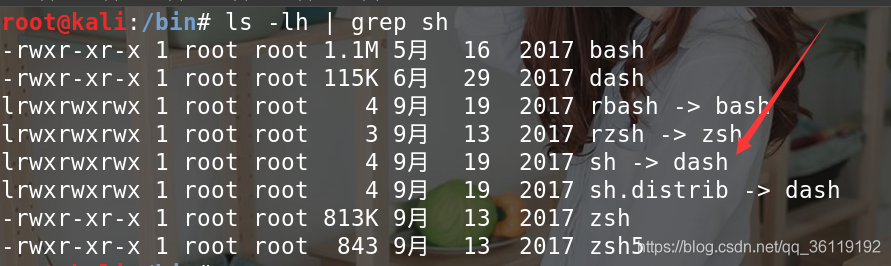 root@kali:/bin# ls -lh | grep sh
-rwxr-xr-x 1 root root 1.1M 5月 16 2017 bash
-rwxr-xr-x 1 root root 115K 6月 29 2017 dash
lrwxrwxrwx 1 root root 4 9月 19 2017 rbash -> bash
lrwxrwxrwx 1 root root 3 9月 13 2017 rzsh -> zsh
lrwxrwxrwx 1 root root 4 9月 19 2017 sh -> dash
lrwxrwxrwx 1 root root 4 9月 19 2017 sh.distrib -> dash
-rwxr-xr-x 1 root root 813K 9月 13 2017 zsh
-rwxr-xr-x 1 root root 843 9月 13 2017 zsh5
https://blog.csdn.net/qq_36119192